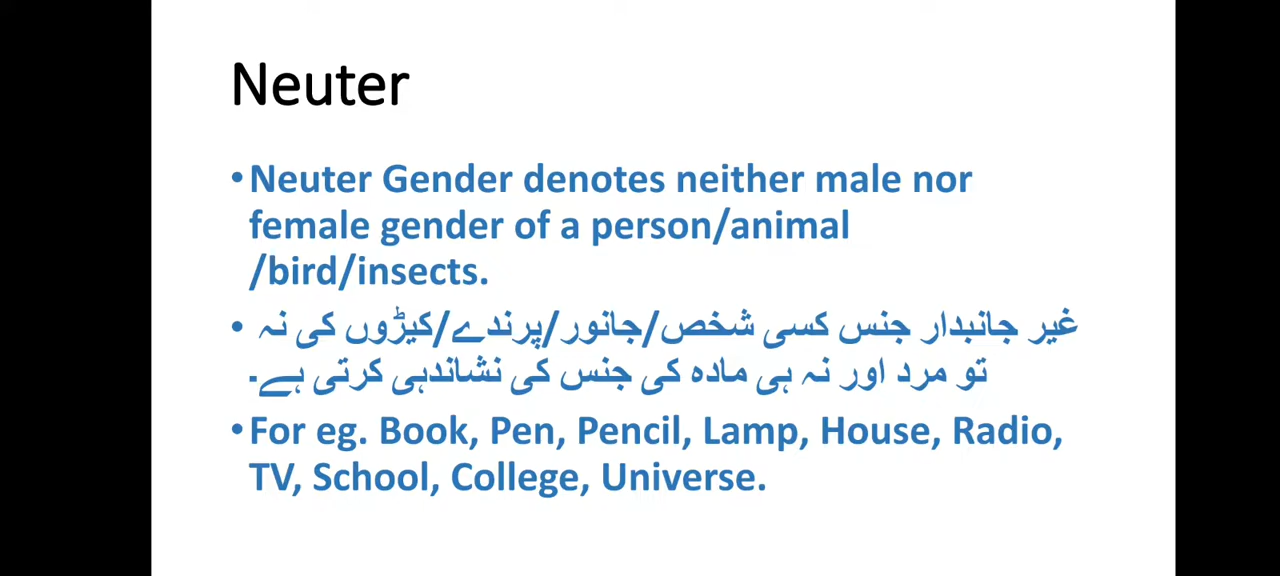 Neuter
•Neuter Gender denotes neither male nor
female gender of a person/animal
/bird/insects.
• غیر جانبدار جنس کسی شخص/جانور/پرندے/کیڑوں کی نہ
تو مرد اور نہ ہی مادہ کی جنس کی نشاندہی کرتی ہے۔
•For eg. Book, Pen, Pencil, Lamp, House, Radio,
TV, School, College, Universe.